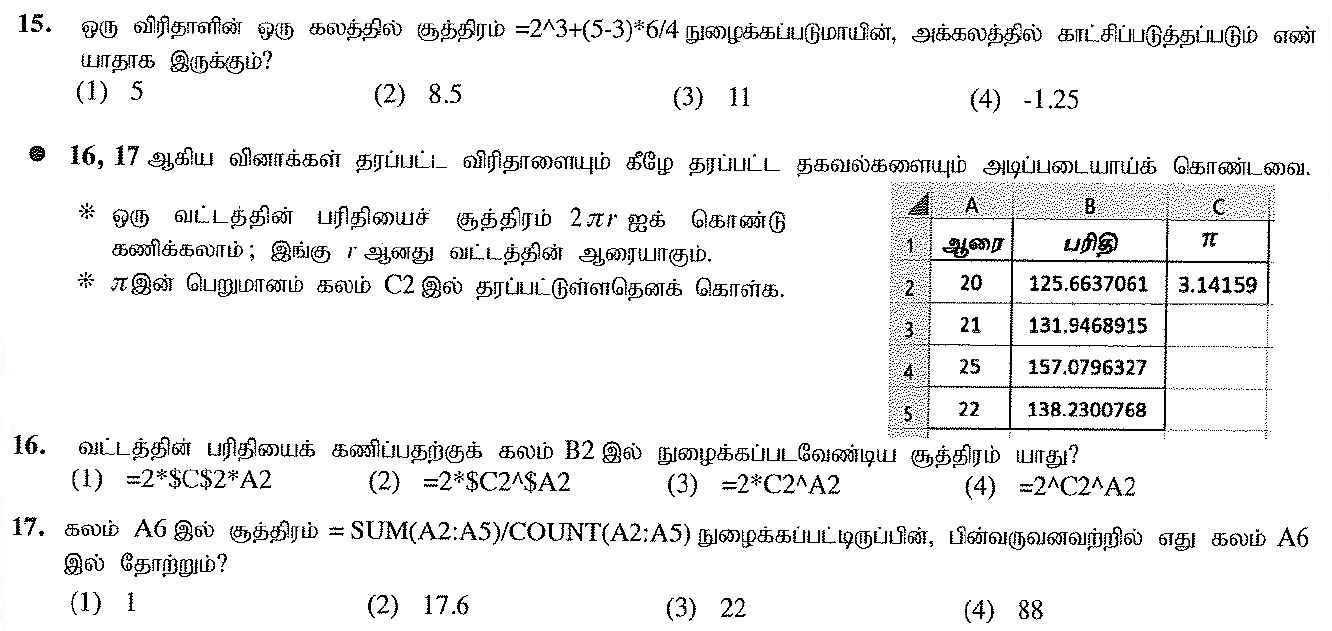 15. ஒரு விரிதாளின் ஒரு கலத்தில் சூத்திரம் =2^3+(5-3)*6/4 நுழைக்கப்படுமாயின், அக்கலத்தில் காட்சிப்படுத்தப்படும் எண்
யாதாக இருக்கும்?
(1) 5 (2) 8.5 (3) 11 (4) -1.25
● 16, 17 ஆகிய வினாக்கள் தரப்பட்ட விரிதாளையும் கீழே தரப்பட்ட தகவல்களையும் அடிப்படையாய்க் கொண்டவை.
* ஒரு வட்டத்தின் பரிதியைச் சூத்திரம் 2πr ஐக் கொண்டு
கணிக்கலாம்; இங்கு r ஆனது வட்டத்தின் ஆரையாகும்.
* π இன் பெறுமானம் கலம் C2 இல் தரப்பட்டுள்ளதெனக் கொள்க.
A B C
1 ஆரை பரிதி π
2 20 125.6637061 3.14159
3 21 131.9468915
4 25 157.0796327
5 22 138.2300768
16. வட்டத்தின் பரிதியைக் கணிப்பதற்குக் கலம் B2 இல் நுழைக்கப்படவேண்டிய சூத்திரம் யாது?
(1) =2*$C$2*A2 (2) =2*$C2^$A2 (3) =2*C2^A2 (4) =2^C2^A2
17. கலம் A6 இல் சூத்திரம் = SUM(A2:A5)/COUNT(A2:A5) நுழைக்கப்பட்டிருப்பின், பின்வருவனவற்றில் எது கலம் A6
இல் தோற்றும்?
(1) 1 (2) 17.6 (3) 22 (4) 88